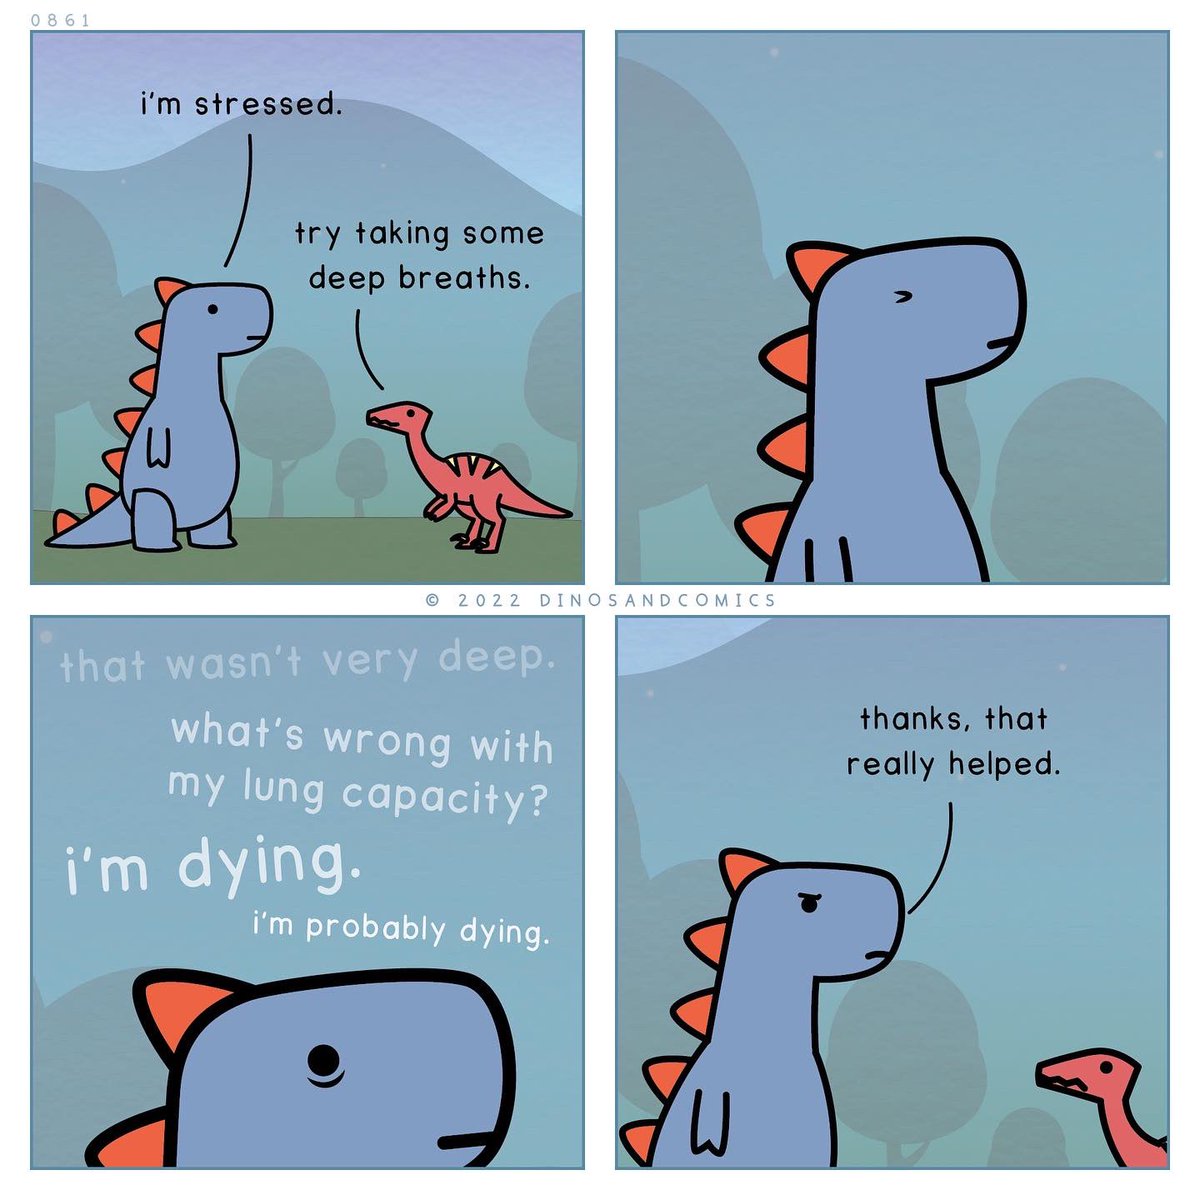 0861
i'm stressed.
try taking some
deep breaths.
© 2022 DINOSANDCOMICS
that wasn't very deep.
what's wrong with
my lung capacity?
i'm dying.
i'm probably dying.
thanks, that
really helped.